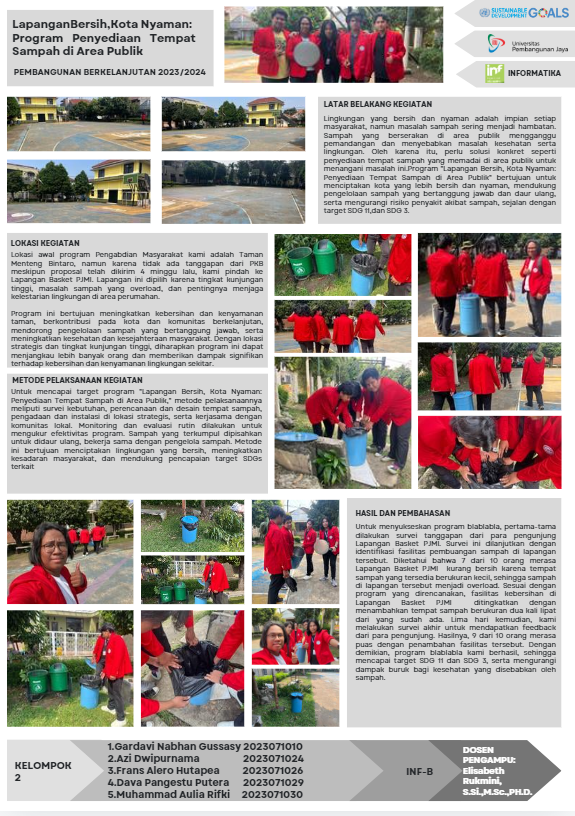 LapanganBersih,Kota Nyaman:
Program Penyediaan Tempat
Sampah di Area Publik
PEMBANGUNAN BERKELANJUTAN 2023/2024
SUSTAINABLE
DEVELOPMENT GOALS
Universitas
Pembangunan Jaya
inf
INFORMATIKA
LATAR BELAKANG KEGIATAN
Lingkungan yang bersih dan nyaman adalah impian setiap
masyarakat, namun masalah sampah sering menjadi hambatan.
Sampah yang berserakan di area publik mengganggu
pemandangan dan menyebabkan masalah kesehatan serta
lingkungan. Oleh karena itu, perlu solusi konkret seperti
penyediaan tempat sampah yang memadai di area publik untuk
menangani masalah ini.Program "Lapangan Bersih, Kota Nyaman:
Penyediaan Tempat Sampah di Area Publik" bertujuan untuk
menciptakan kota yang lebih bersih dan nyaman, mendukung
pengelolaan sampah yang bertanggung jawab dan daur ulang,
serta mengurangi risiko penyakit akibat sampah, sejalan dengan
target SDG 11,dan SDG 3.
LOKASI KEGIATAN
Lokasi awal program Pengabdian Masyarakat kami adalah Taman
Menteng Bintaro, namun karena tidak ada tanggapan dari PKB
meskipun proposal telah dikirim 4 minggu lalu, kami pindah ke
Lapangan Basket PJMI. Lapangan ini dipilih karena tingkat kunjungan
tinggi, masalah sampah yang overload, dan pentingnya menjaga
kelestarian lingkungan di area perumahan.
Program ini bertujuan meningkatkan kebersihan dan kenyamanan
taman, berkontribusi pada kota dan komunitas berkelanjutan,
mendorong pengelolaan sampah yang bertanggung jawab, serta
meningkatkan kesehatan dan kesejahteraan masyarakat. Dengan lokasi
strategis dan tingkat kunjungan tinggi, diharapkan program ini dapat
menjangkau lebih banyak orang dan memberikan dampak signifikan
terhadap kebersihan dan kenyamanan lingkungan sekitar.
METODE PELAKSANAAN KEGIATAN
Untuk mencapai target program "Lapangan Bersih, Kota Nyaman:
Penyediaan Tempat Sampah di Area Publik," metode pelaksanaannya
meliputi survei kebutuhan, perencanaan dan desain tempat sampah,
pengadaan dan instalasi di lokasi strategis, serta kerjasama dengan
komunitas lokal. Monitoring dan evaluasi rutin dilakukan untuk
mengukur efektivitas program. Sampah yang terkumpul dipisahkan
untuk didaur ulang, bekerja sama dengan pengelola sampah. Metode
ini bertujuan menciptakan lingkungan yang bersih, meningkatkan
kesadaran masyarakat, dan mendukung pencapaian target SDGs
terkait
HASIL DAN PEMBAHASAN
Untuk menyukseskan program blablabla, pertama-tama
dilakukan survei tanggapan dari para pengunjung
Lapangan Basket PJMI. Survei ini dilanjutkan dengan
identifikasi fasilitas pembuangan sampah di lapangan
tersebut. Diketahui bahwa 7 dari 10 orang merasa
Lapangan Basket PJMI kurang bersih karena tempat
sampah yang tersedia berukuran kecil, sehingga sampah
di lapangan tersebut menjadi overload. Sesuai dengan
program yang direncanakan, fasilitas kebersihan di
Lapangan Basket PJMI ditingkatkan dengan
menambahkan tempat sampah berukuran dua kali lipat
dari yang sudah ada. Lima hari kemudian, kami
melakukan survei akhir untuk mendapatkan feedback
dari para pengunjung. Hasilnya, 9 dari 10 orang merasa
puas dengan penambahan fasilitas tersebut. Dengan
demikian, program blablabla kami berhasil, sehingga
mencapai target SDG 11 dan SDG 3, serta mengurangi
dampak buruk bagi kesehatan yang disebabkan oleh
sampah.
KELOMPOK
2
1.Gardavi Nabhan Gussasy 2023071010
2.Azi Dwipurnama 2023071024
3.Frans Alero Hutapea 2023071026
4.Dava Pangestu Putera 2023071029
5.Muhammad Aulia Rifki 2023071030
INF-B
DOSEN
PENGAMPU:
Elisabeth
Rukmini,
S.Si.,M.Sc.,PH.D.